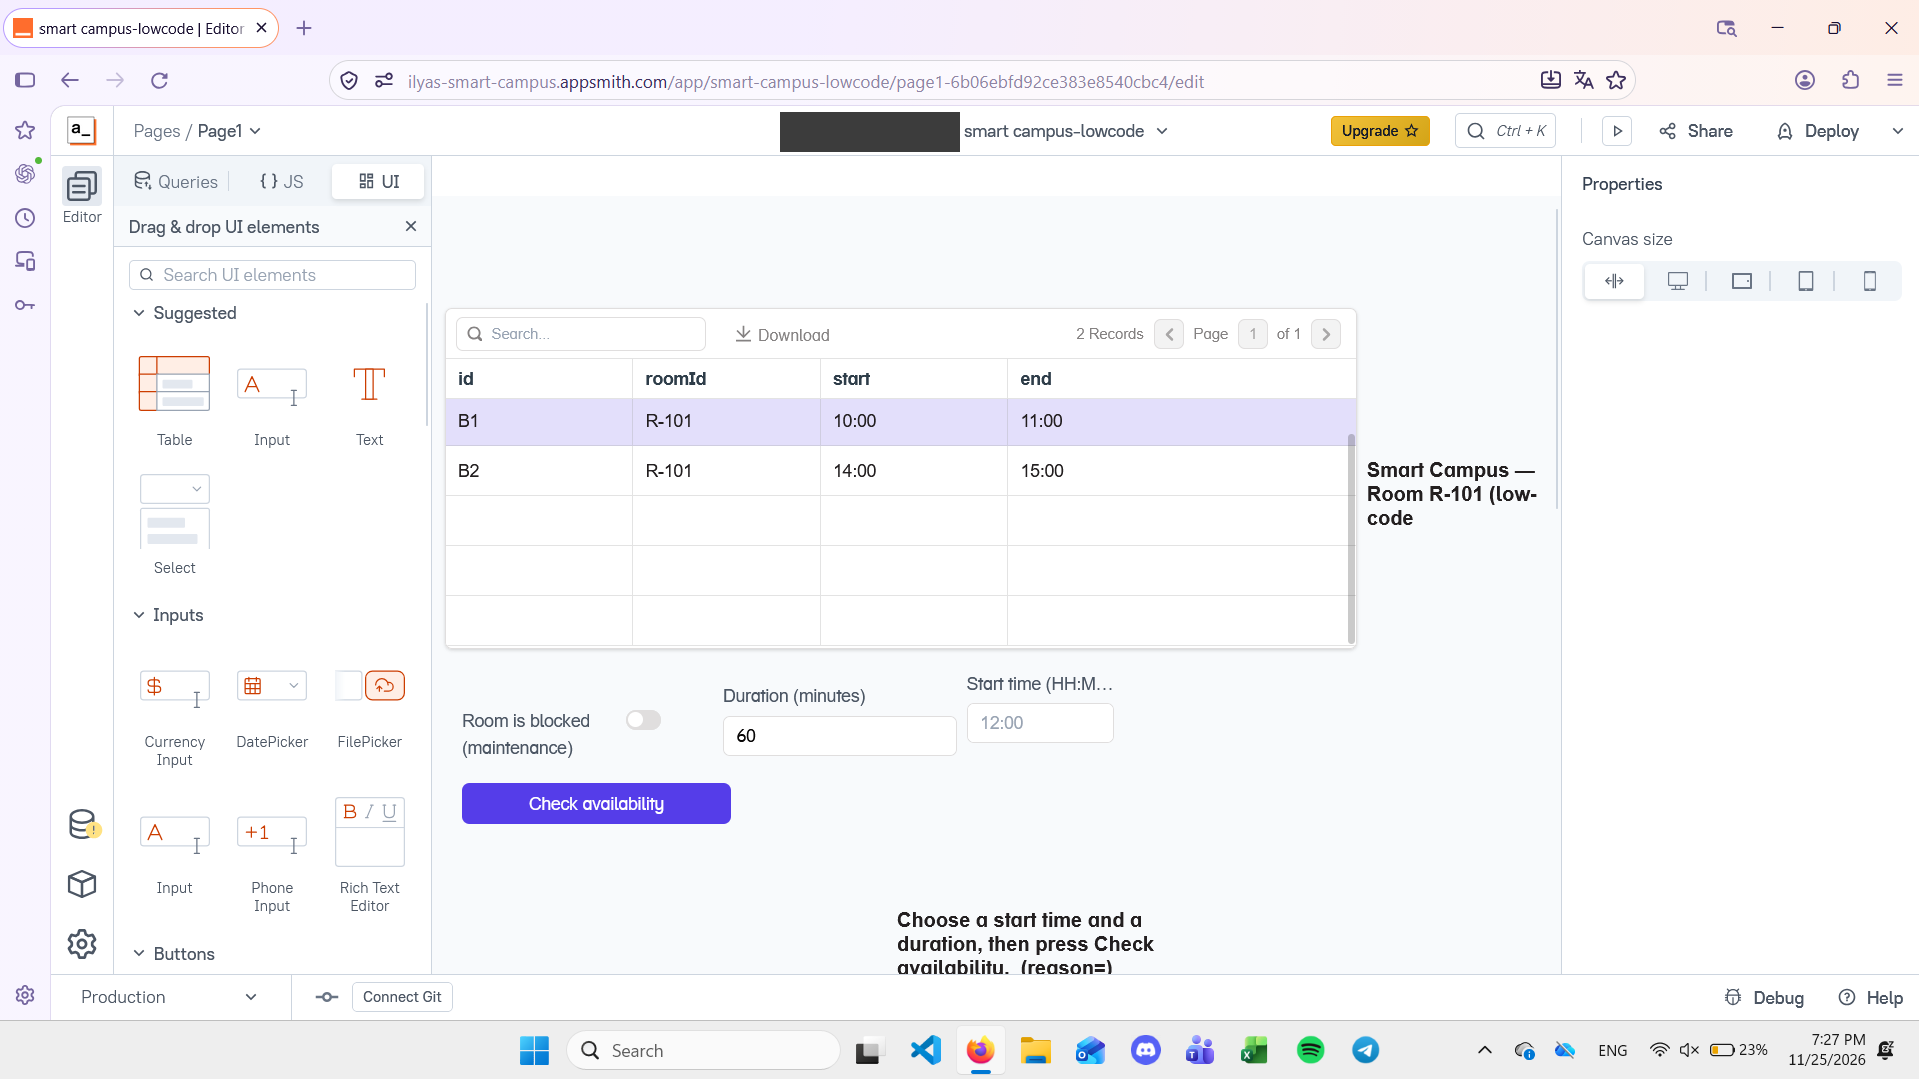 smart campus-lowcode | Editor
ilyas-smart-campus.appsmith.com/app/smart-campus-lowcode/page1-6b06ebfd92ce383e8540cbc4/edit
a_
Pages / Page1
smart campus-lowcode
Upgrade
Ctrl + K
Share
Deploy
Editor
Queries
{ } JS
UI
Drag & drop UI elements
Search UI elements
Suggested
Table
Input
Text
Select
Inputs
Currency
Input
DatePicker
FilePicker
Input
Phone
Input
Rich Text
Editor
Buttons
Search...
Download
2 Records
Page
1
of 1
id
roomId
start
end
B1
R-101
10:00
11:00
B2
R-101
14:00
15:00
Smart Campus —
Room R-101 (low-
code
Room is blocked
(maintenance)
Duration (minutes)
60
Start time (HH:M...
12:00
Check availability
Choose a start time and a
duration, then press Check
availability. (reason=)
Properties
Canvas size
Production
Connect Git
Debug
Help
Search
ENG
23%
7:27 PM
11/25/2026